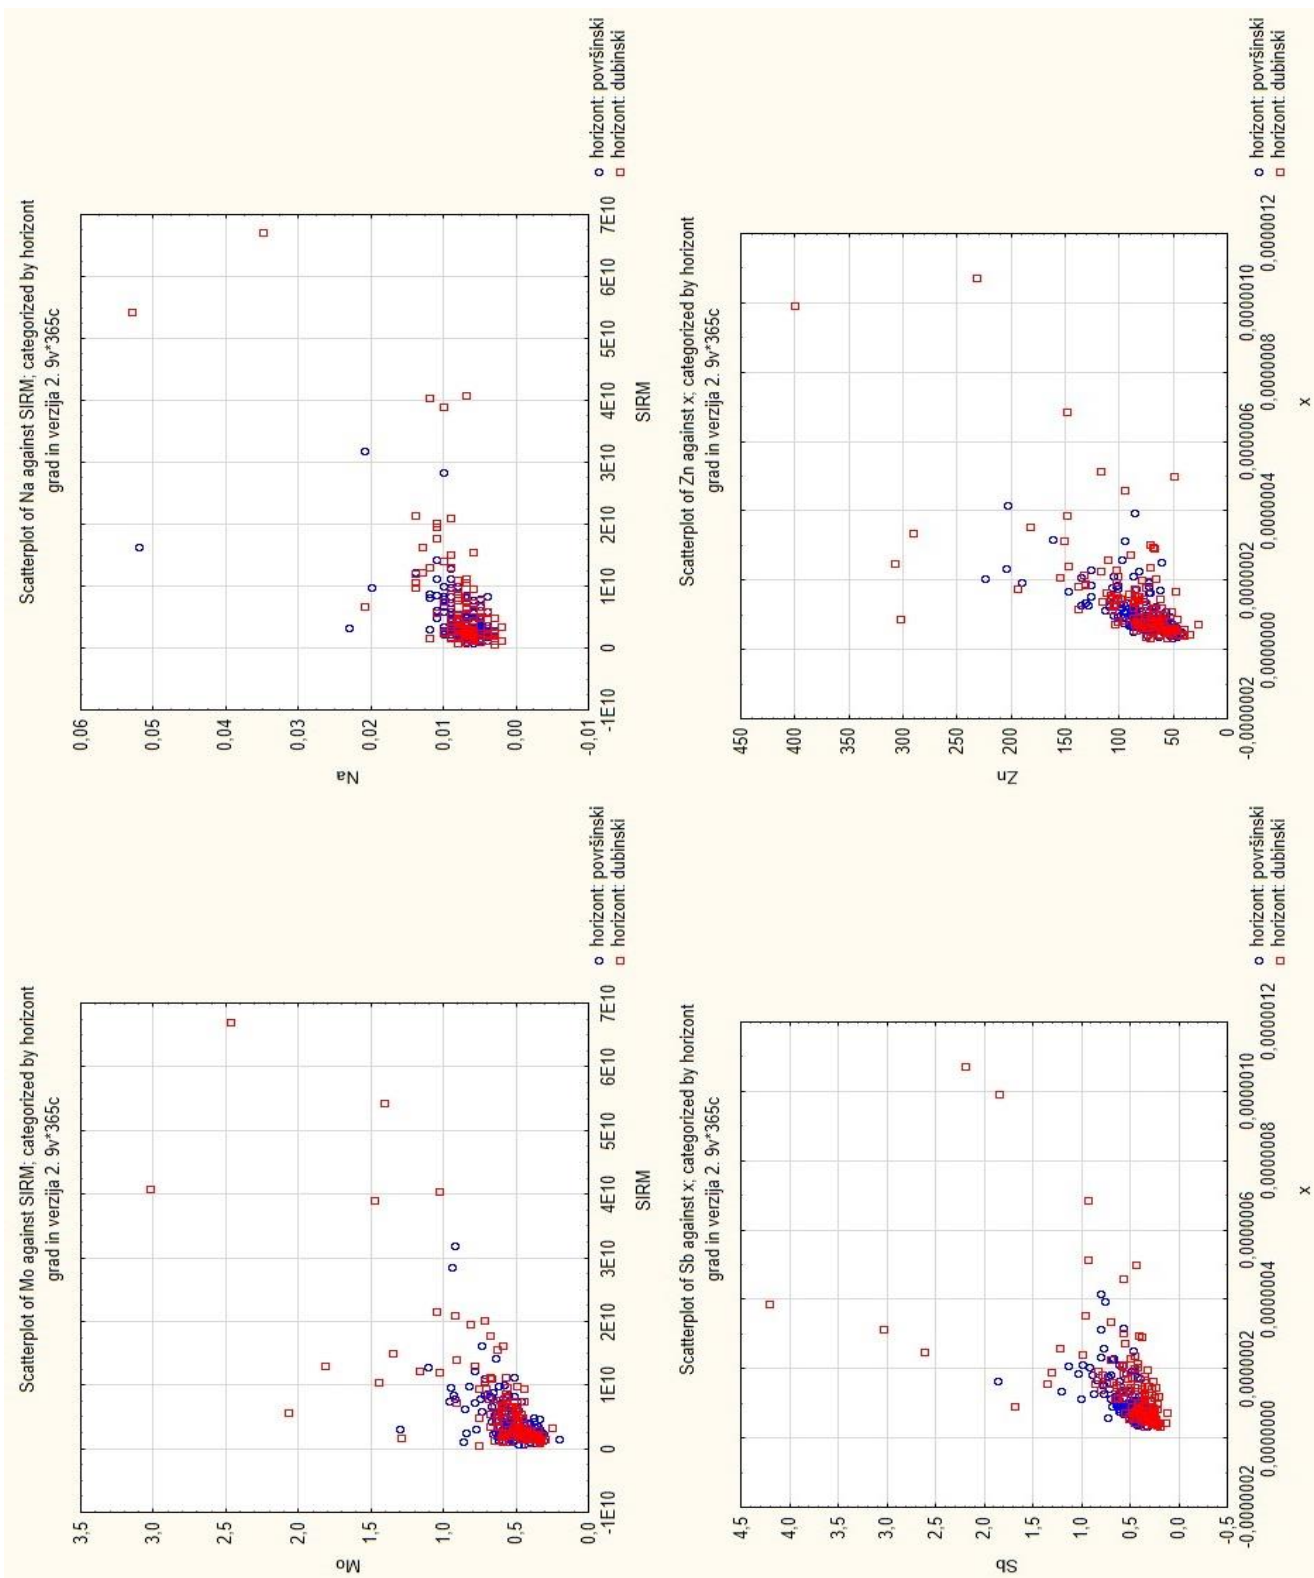 Scatterplot of Mo against SIRM; categorized by horizont
grad in verzija 2. 9v*365c
3,5
3,0
2,5
2,0
1,5
1,0
0,5
0,0
Mo
-1E10 0 1E10 2E10 3E10 4E10 5E10 6E10 7E10
SIRM
horizont: površinski
horizont: dubinski
Scatterplot of Na against SIRM; categorized by horizont
grad in verzija 2. 9v*365c
0,06
0,05
0,04
0,03
0,02
0,01
0,00
-0,01
Na
-1E10 0 1E10 2E10 3E10 4E10 5E10 6E10 7E10
SIRM
horizont: površinski
horizont: dubinski
Scatterplot of Sb against x; categorized by horizont
grad in verzija 2. 9v*365c
4,5
4,0
3,5
3,0
2,5
2,0
1,5
1,0
0,5
0,0
-0,5
Sb
-0,0000002 0,0000000 0,0000002 0,0000004 0,0000006 0,0000008 0,0000010 0,0000012
x
horizont: površinski
horizont: dubinski
Scatterplot of Zn against x; categorized by horizont
grad in verzija 2. 9v*365c
450
400
350
300
250
200
150
100
50
0
Zn
-0,0000002 0,0000000 0,0000002 0,0000004 0,0000006 0,0000008 0,0000010 0,0000012
x
horizont: površinski
horizont: dubinski